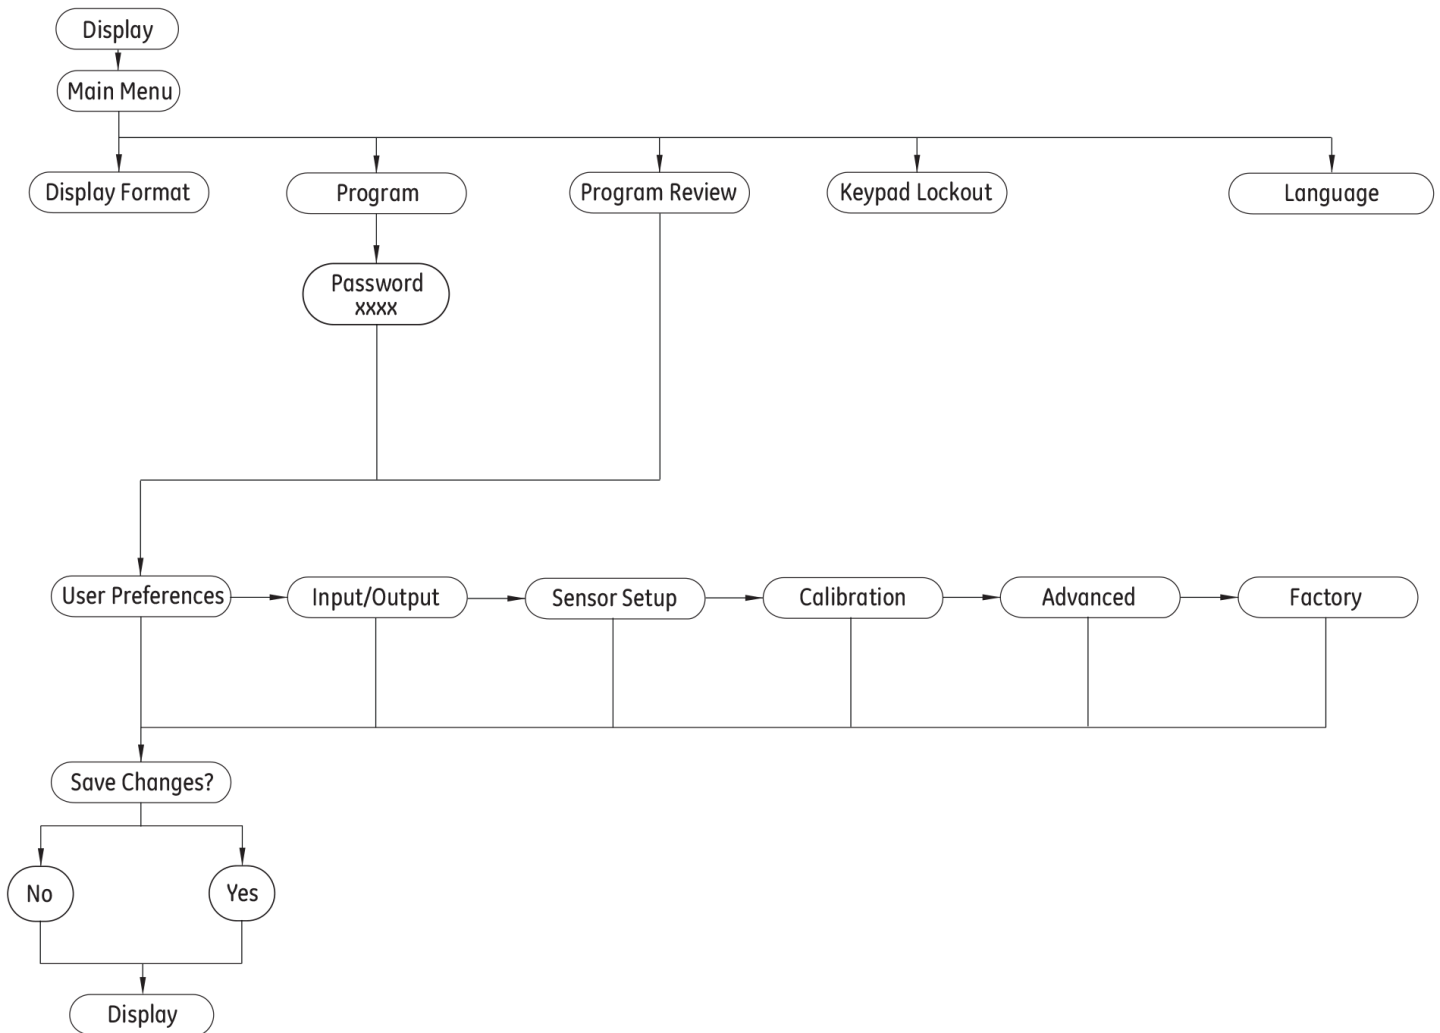 Display
Main Menu
Display Format
Program
Program Review
Keypad Lockout
Language
Password
xxxx
User Preferences
Input/Output
Sensor Setup
Calibration
Advanced
Factory
Save Changes?
No
Yes
Display